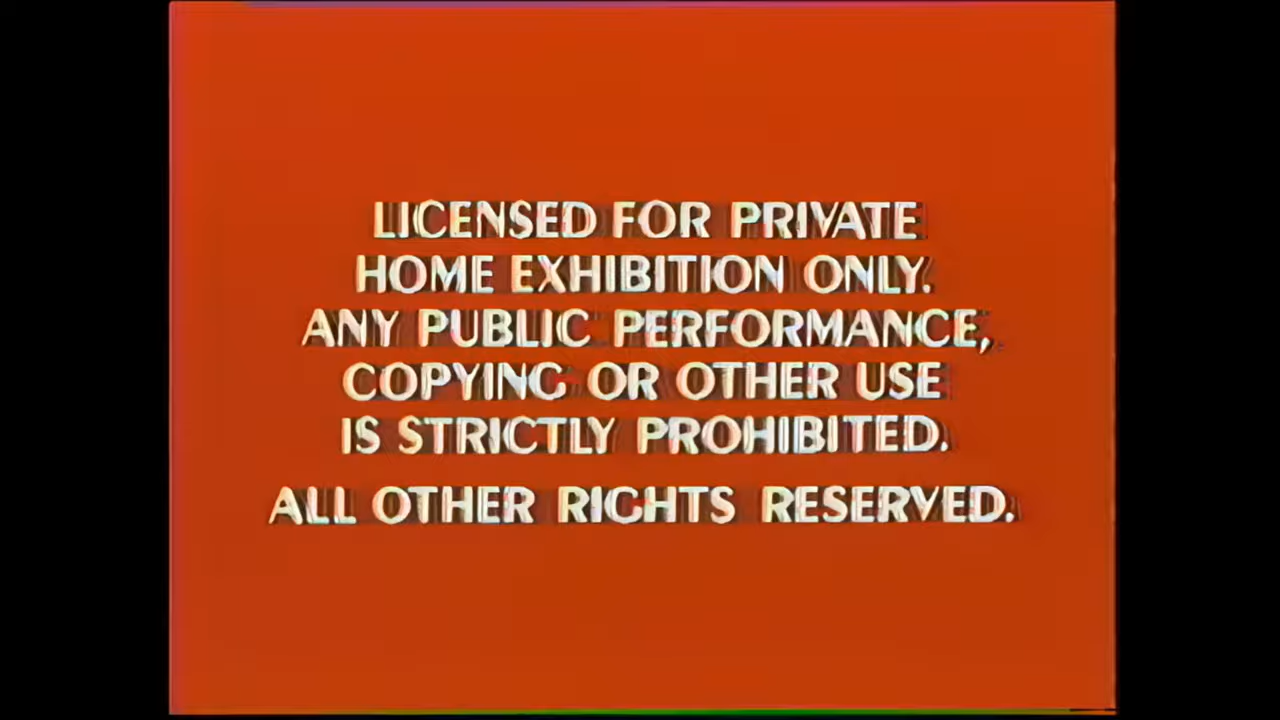 LICENSED FOR PRIVATE
HOME EXHIBITION ONLY.
ANY PUBLIC PERFORMANCE,
COPYING OR OTHER USE
IS STRICTLY PROHIBITED.
ALL OTHER RIGHTS RESERVED.